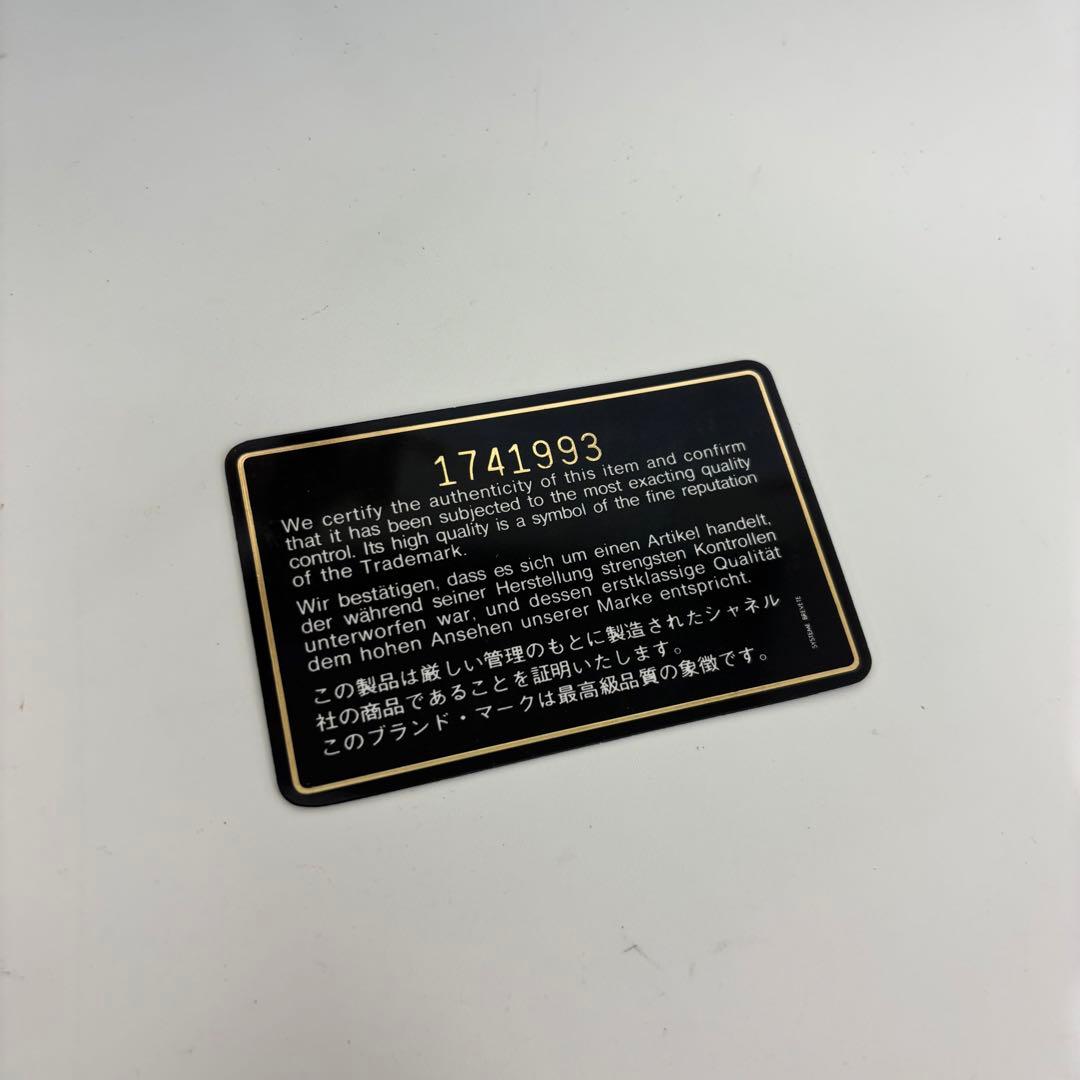 1741993
We certify the authenticity of this item and confirm
that it has been subjected to the most exacting quality
control. Its high quality is a symbol of the fine reputation
of the Trademark.
Wir bestätigen, dass es sich um einen Artikel handelt,
der während seiner Herstellung strengsten Kontrollen
unterworfen war, und dessen erstklassige Qualität
dem hohen Ansehen unserer Marke entspricht.
この製品は厳しい管理のもとに製造されたシャネル
社の商品であることを証明いたします。
このブランド・マークは最高級品質の象徴です。
SYSTEME BREVETE